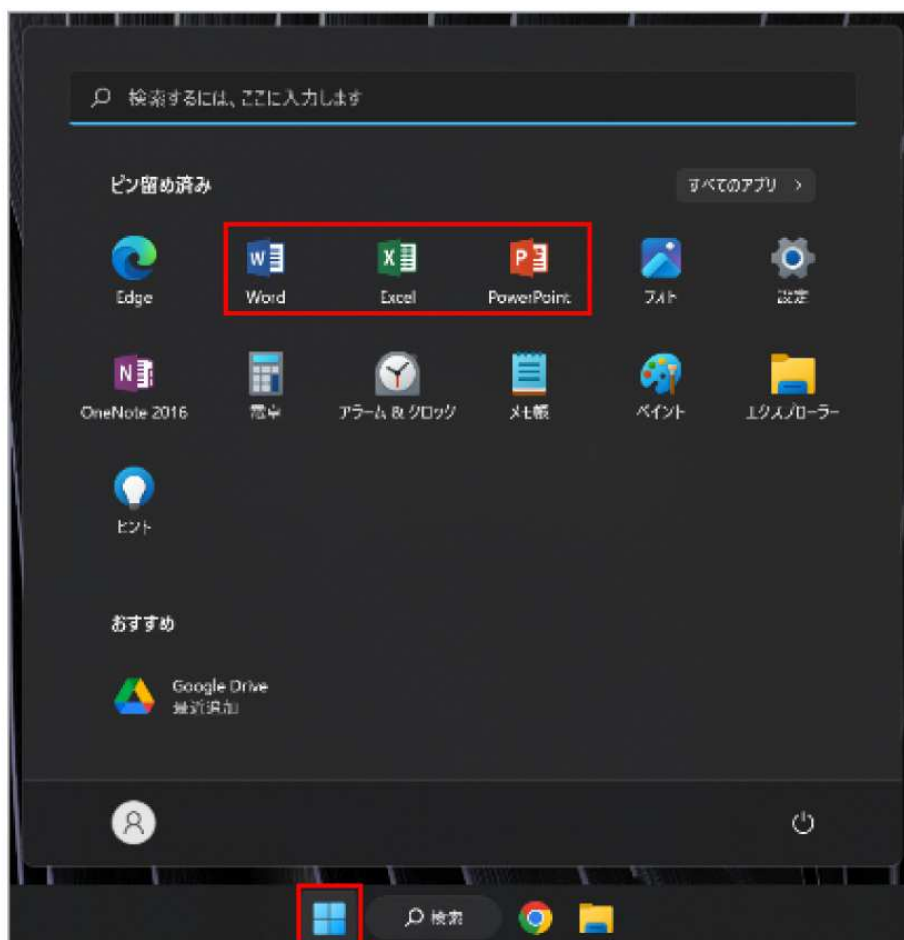 検索するには、ここに入力します
ピン留め済み
すべてのアプリ >
Edge
Word
Excel
PowerPoint
フォト
設定
OneNote 2016
電卓
アラーム & クロック
メモ帳
ペイント
エクスプローラー
ヒント
おすすめ
Google Drive
最近追加
検索